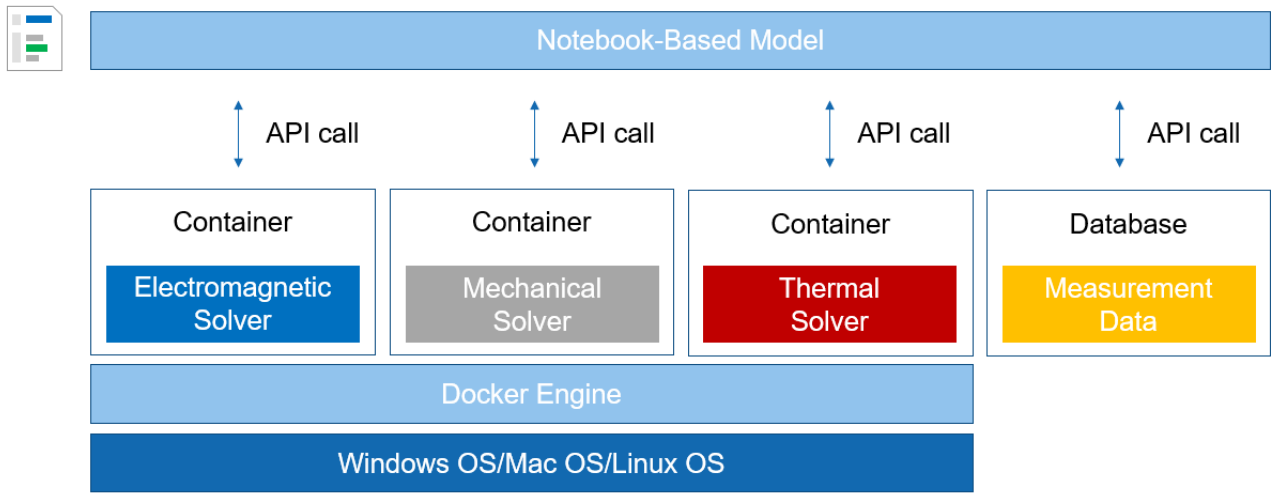 Notebook-Based Model
API call
API call
API call
API call
Container
Container
Container
Database
Electromagnetic
Solver
Mechanical
Solver
Thermal
Solver
Measurement
Data
Docker Engine
Windows OS/Mac OS/Linux OS